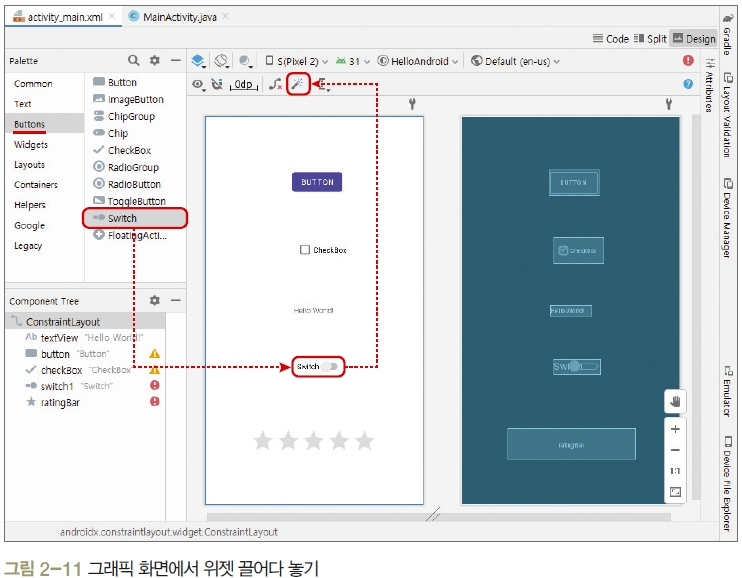 activity_main.xml
MainActivity.java
Code Split Design
Palette
S(Pixel 2) 31 HelloAndroid Default (en-us)
0dp
Common
Text
Buttons
Widgets
Layouts
Containers
Helpers
Google
Legacy
Button
ImageButton
ChipGroup
Chip
CheckBox
RadioGroup
RadioButton
ToggleButton
Switch
FloatingActi...
Component Tree
ConstraintLayout
Ab textView "Hello World!"
button "Button"
checkBox "CheckBox"
switch1 "Switch"
ratingBar
BUTTON
CheckBox
Hello World!
Switch
BUTTON
CheckBox
Hello World!
Switch
ratingBar
1:1
Gradle
Attributes
Layout Validation
Device Manager
Emulator
Device File Explorer
androidx.constraintlayout.widget.ConstraintLayout
그림 2-11 그래픽 화면에서 위젯 끌어다 놓기